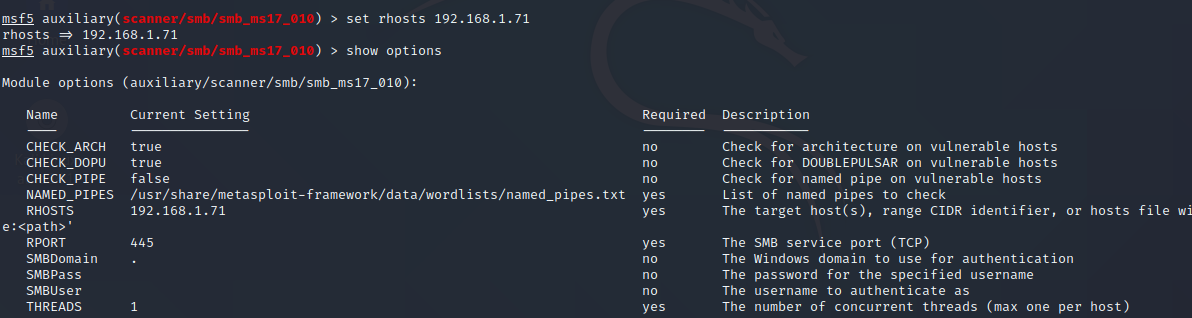 msf5 auxiliary(scanner/smb/smb_ms17_010) > set rhosts 192.168.1.71
rhosts => 192.168.1.71
msf5 auxiliary(scanner/smb/smb_ms17_010) > show options
Module options (auxiliary/scanner/smb/smb_ms17_010):
Name Current Setting Required Description
---- --------------- -------- -----------
CHECK_ARCH true no Check for architecture on vulnerable hosts
CHECK_DOPU true no Check for DOUBLEPULSAR on vulnerable hosts
CHECK_PIPE false no Check for named pipe on vulnerable hosts
NAMED_PIPES /usr/share/metasploit-framework/data/wordlists/named_pipes.txt yes List of named pipes to check
RHOSTS 192.168.1.71 yes The target host(s), range CIDR identifier, or hosts file wi
e:<path>'
RPORT 445 yes The SMB service port (TCP)
SMBDomain . no The Windows domain to use for authentication
SMBPass no The password for the specified username
SMBUser no The username to authenticate as
THREADS 1 yes The number of concurrent threads (max one per host)